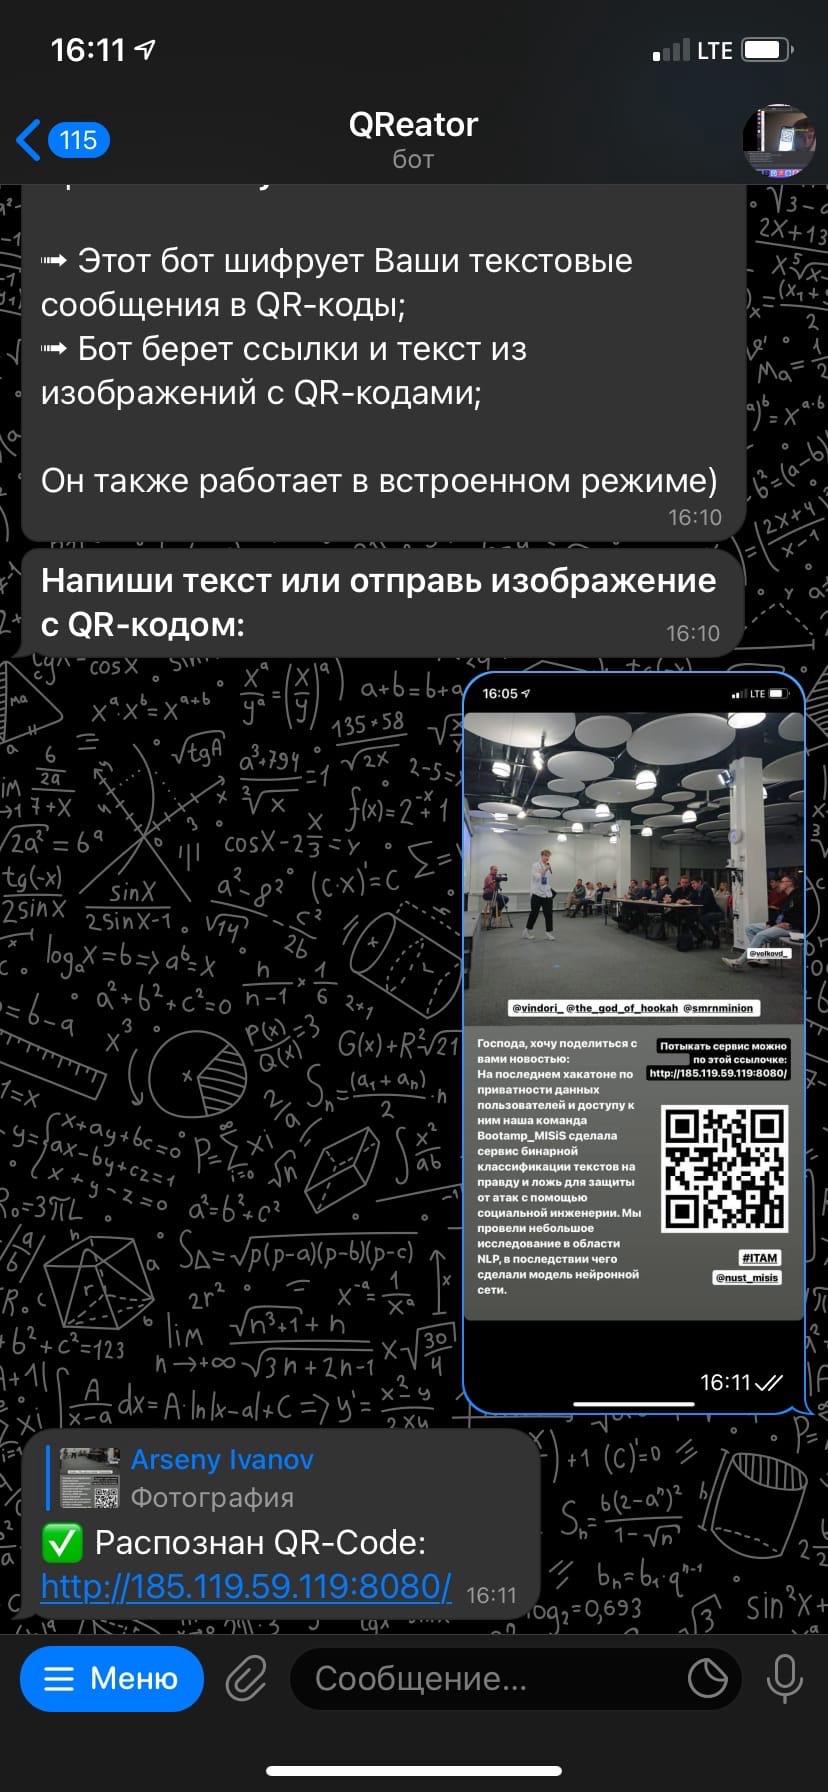 16:11
LTE
115
QReator
бот
➟ Этот бот шифрует Ваши текстовые
сообщения в QR-коды;
➟ Бот берет ссылки и текст из
изображений с QR-кодами;
Он также работает в встроенном режиме)
16:10
Напиши текст или отправь изображение
с QR-кодом:
16:10
16:05
LTE
@volkovd_
@vindori_ @the_god_of_hookah @smrnminion
Господа, хочу поделиться с
вами новостью:
На последнем хакатоне по
приватности данных
пользователей и доступу к
ним наша команда
Bootamp_MISiS сделала
сервис бинарной
классификации текстов на
правду и ложь для защиты
от атак с помощью
социальной инженерии. Мы
провели небольшое
исследование в области
NLP, в последствии чего
сделали модель нейронной
сети.
Потыкать сервис можно
по этой ссылочке:
http://185.119.59.119:8080/
#ITAM
@nust_misis
16:11
Arseny Ivanov
Фотография
✅ Распознан QR-Code:
http://185.119.59.119:8080/
16:11
Меню
Сообщение...